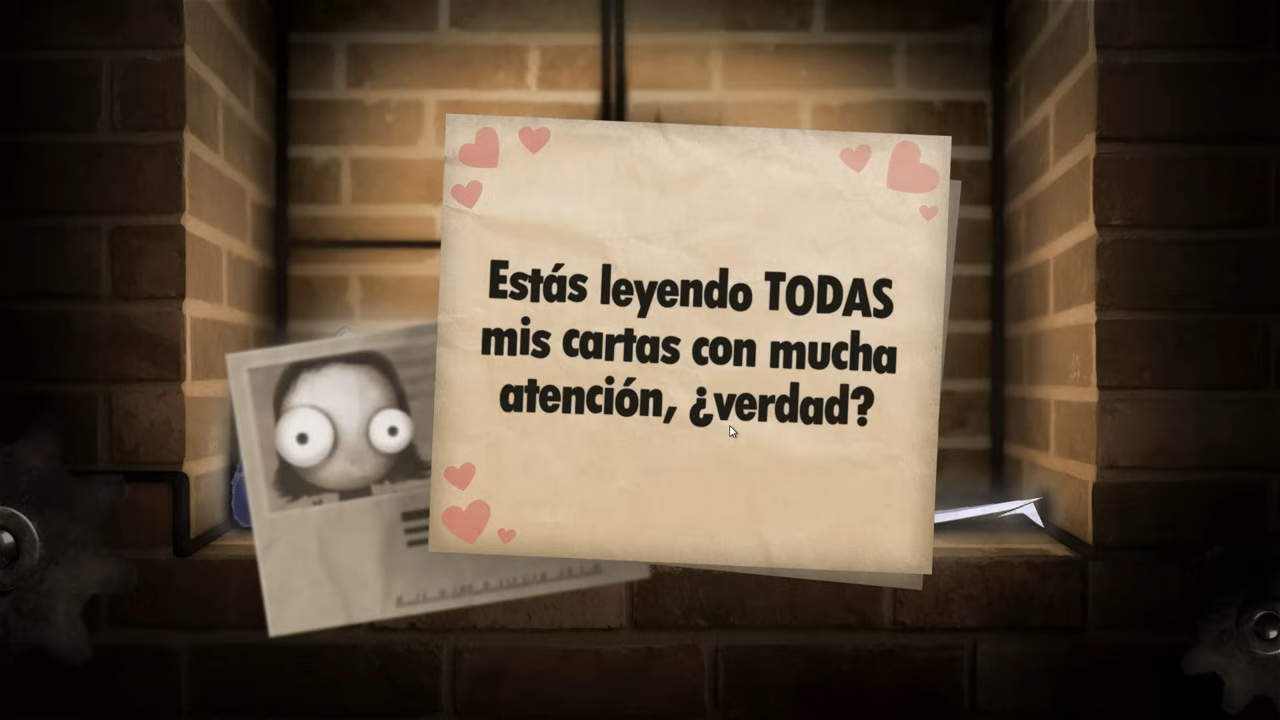 Estás leyendo TODAS
mis cartas con mucha
atención, ¿verdad?